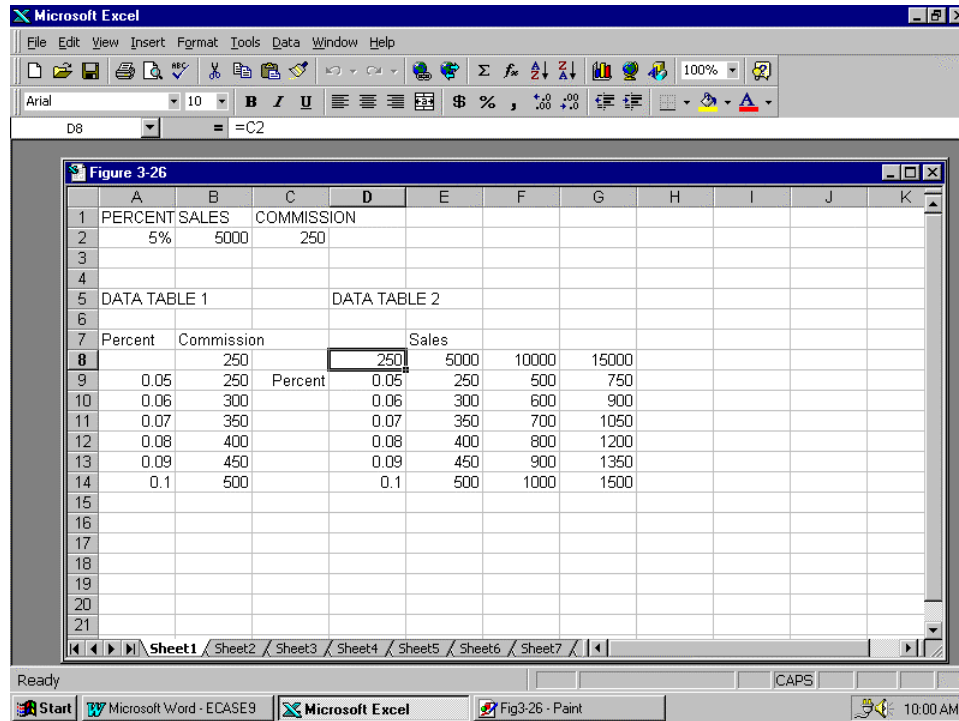 Microsoft Excel
File Edit View Insert Format Tools Data Window Help
ABC Σ fx A Z Z A 100%
Arial 10 B I U $ % , .0 .00 .00 .0 A
D8 = =C2
Figure 3-26
A B C D E F G H I J K
1 PERCENT SALES COMMISSION
2 5% 5000 250
3
4
5 DATA TABLE 1 DATA TABLE 2
6
7 Percent Commission Sales
8 250 250 5000 10000 15000
9 0.05 250 Percent 0.05 250 500 750
10 0.06 300 0.06 300 600 900
11 0.07 350 0.07 350 700 1050
12 0.08 400 0.08 400 800 1200
13 0.09 450 0.09 450 900 1350
14 0.1 500 0.1 500 1000 1500
15
16
17
18
19
20
21
Sheet1 Sheet2 Sheet3 Sheet4 Sheet5 Sheet6 Sheet7
Ready CAPS
Start Microsoft Word - ECASE9 Microsoft Excel Fig3-26 - Paint 10:00 AM